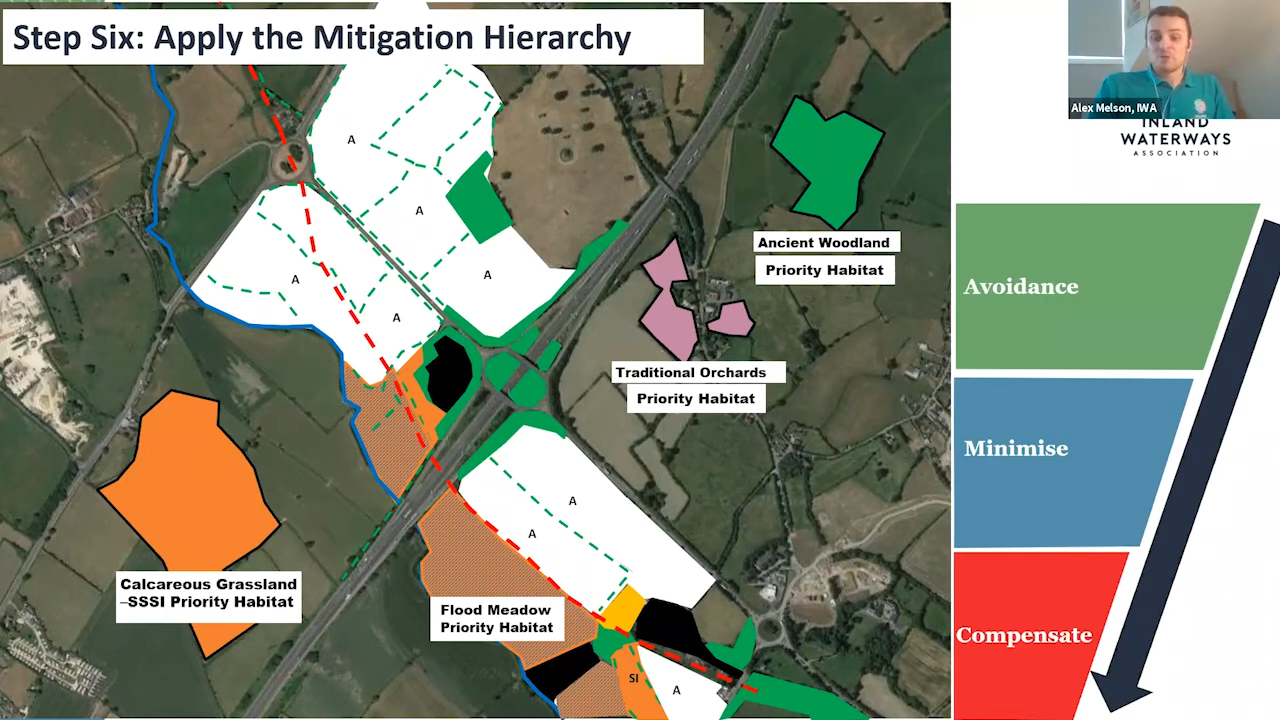 Step Six: Apply the Mitigation Hierarchy
Alex Melson, IWA
INLAND
WATERWAYS
ASSOCIATION
A
A
A
A
A
Ancient Woodland
Priority Habitat
Traditional Orchards
Priority Habitat
Avoidance
Minimise
Compensate
A
A
Calcareous Grassland
–SSSI Priority Habitat
Flood Meadow
Priority Habitat
SI
A